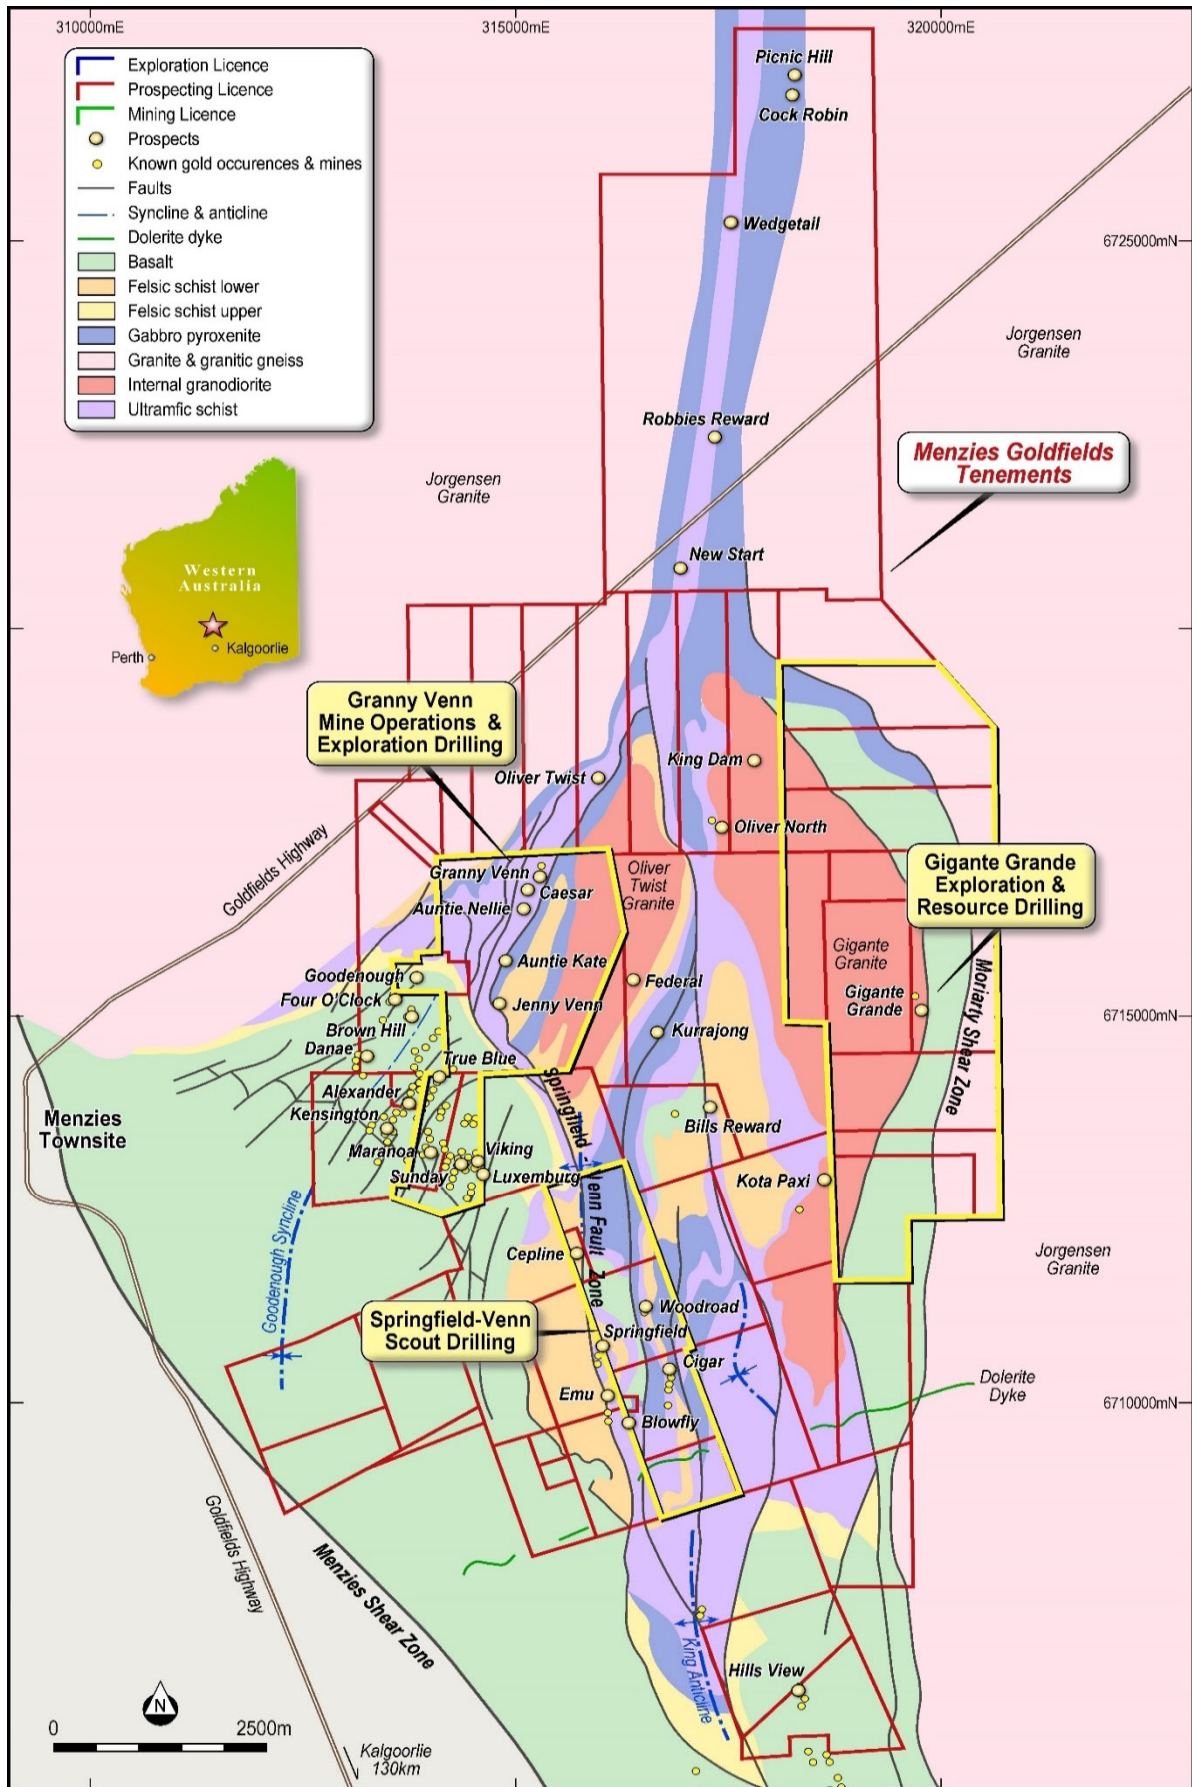 310000mE
315000mE
320000mE
Exploration Licence
Prospecting Licence
Mining Licence
Prospects
Known gold occurences & mines
Faults
Syncline & anticline
Dolerite dyke
Basalt
Felsic schist lower
Felsic schist upper
Gabbro pyroxenite
Granite & granitic gneiss
Internal granodiorite
Ultramfic schist
Picnic Hill
Cock Robin
Wedgetail
6725000mN
Jorgensen
Granite
Robbies Reward
Menzies Goldfields
Tenements
Jorgensen
Granite
New Start
Western
Australia
Perth
Kalgoorlie
Granny Venn
Mine Operations &
Exploration Drilling
Oliver Twist
King Dam
Oliver North
Goldfields Highway
Granny Venn
Caesar
Auntie Nellie
Oliver
Twist
Granite
Gigante Grande
Exploration &
Resource Drilling
Auntie Kate
Gigante
Granite
Goodenough
Federal
Four O'Clock
Jenny Venn
Gigante
Grande
Moriaty Shear Zone
Brown Hill
Kurrajong
6715000mN
Danae
True Blue
Springfield - Venn Fault Zone
Alexander
Kensington
Bills Reward
Menzies
Townsite
Maranoa
Viking
Sunday
Luxemburg
Kota Paxi
Goodenough Syncline
Cepline
Jorgensen
Granite
Woodroad
Springfield-Venn
Scout Drilling
Springfield
Cigar
Emu
Dolerite
Dyke
6710000mN
Blowfly
Goldfields Highway
Menzies Shear Zone
King Anticline
Hills View
N
0
2500m
Kalgoorlie
130km